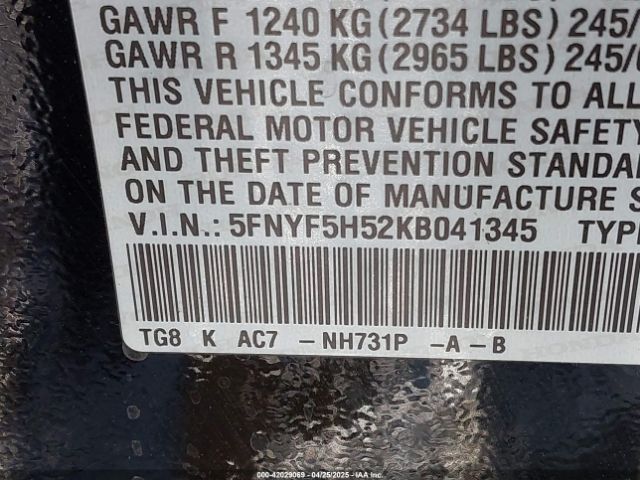 GAWR F 1240 KG (2734 LBS) 245/
GAWR R 1345 KG (2965 LBS) 245/
THIS VEHICLE CONFORMS TO ALL
FEDERAL MOTOR VEHICLE SAFETY
AND THEFT PREVENTION STANDA
ON THE DATE OF MANUFACTURE S
V.I.N.: 5FNYF5H52KB041345 TYP
TG8 K AC7 - NH731P - A - B
000-42029069 - 04/25/2025 - IAAI.COM